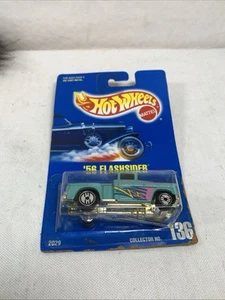 Hot Wheels
MATTEL
'56 FLASHSIDER
2029
COLLECTOR NO.
136